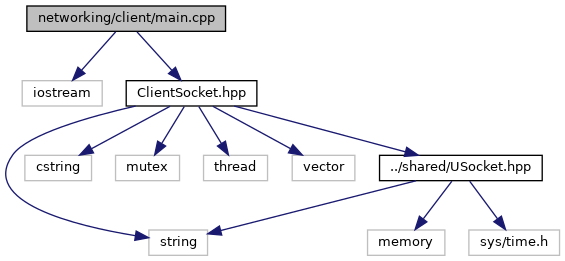 networking/client/main.cpp
iostream
ClientSocket.hpp
cstring
mutex
thread
vector
../shared/USocket.hpp
string
memory
sys/time.h